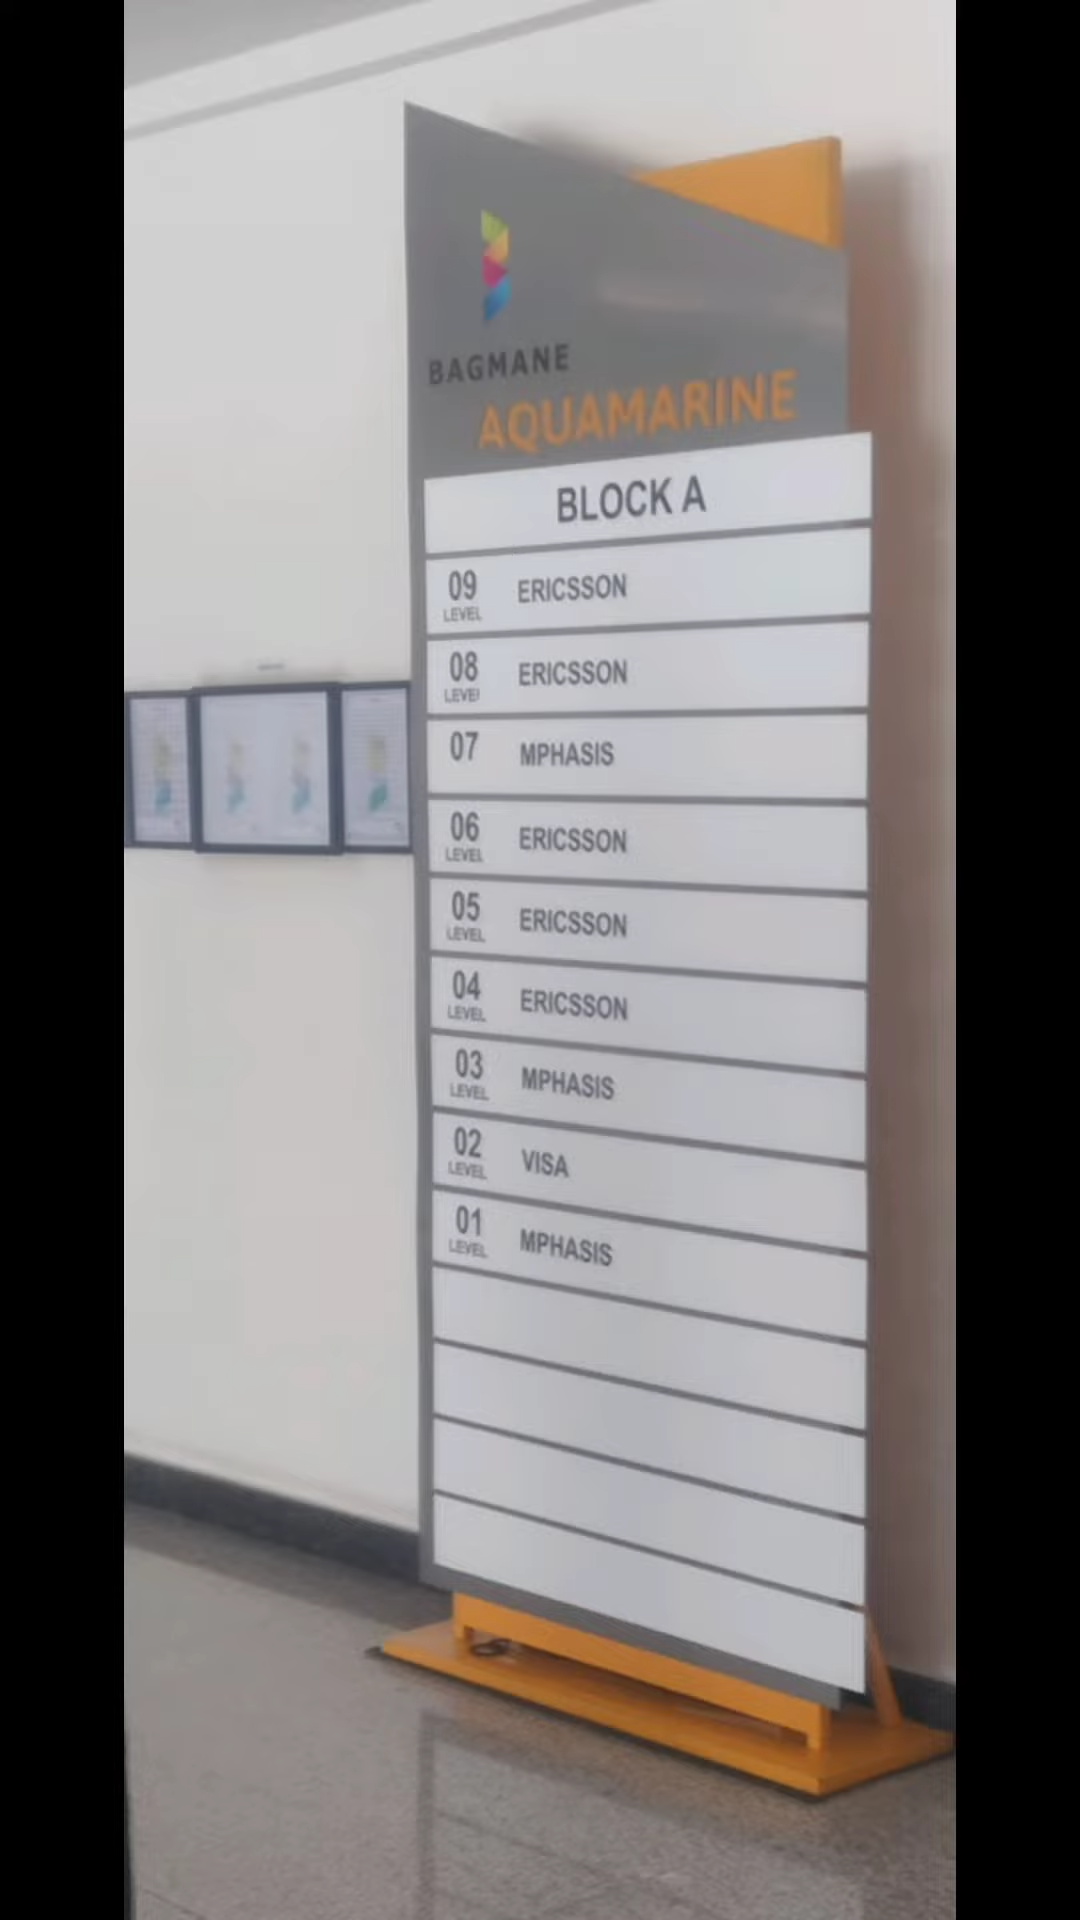 BAGMANE
AQUAMARINE
BLOCK A
09 ERICSSON
LEVEL
08 ERICSSON
LEVEL
07 MPHASIS
06 ERICSSON
LEVEL
05 ERICSSON
LEVEL
04 ERICSSON
LEVEL
03 MPHASIS
LEVEL
02 VISA
LEVEL
01 MPHASIS
LEVEL